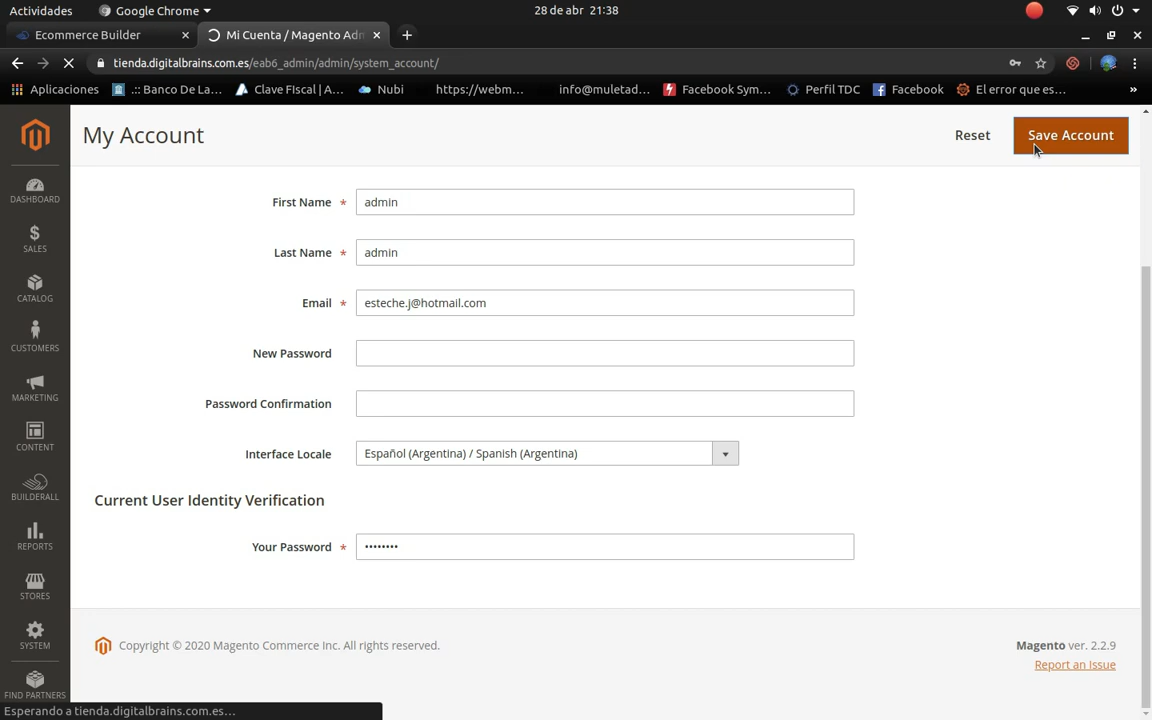 Actividades
Google Chrome
28 de abr 21:38
Ecommerce Builder
Mi Cuenta / Magento Adm
tienda.digitalbrains.com.es/eab6_admin/admin/system_account/
Aplicaciones
.:: Banco De La...
Clave FIscal | A...
Nubi
https://webm...
info@muletad...
Facebook Sym...
Perfil TDC
Facebook
El error que es...
»
My Account
Reset
Save Account
DASHBOARD
$
SALES
CATALOG
CUSTOMERS
MARKETING
CONTENT
BUILDERALL
REPORTS
STORES
SYSTEM
FIND PARTNERS
First Name *
admin
Last Name *
admin
Email *
esteche.j@hotmail.com
New Password
Password Confirmation
Interface Locale
Español (Argentina) / Spanish (Argentina)
Current User Identity Verification
Your Password *
••••••••
Copyright © 2020 Magento Commerce Inc. All rights reserved.
Magento ver. 2.2.9
Report an Issue
Esperando a tienda.digitalbrains.com.es...